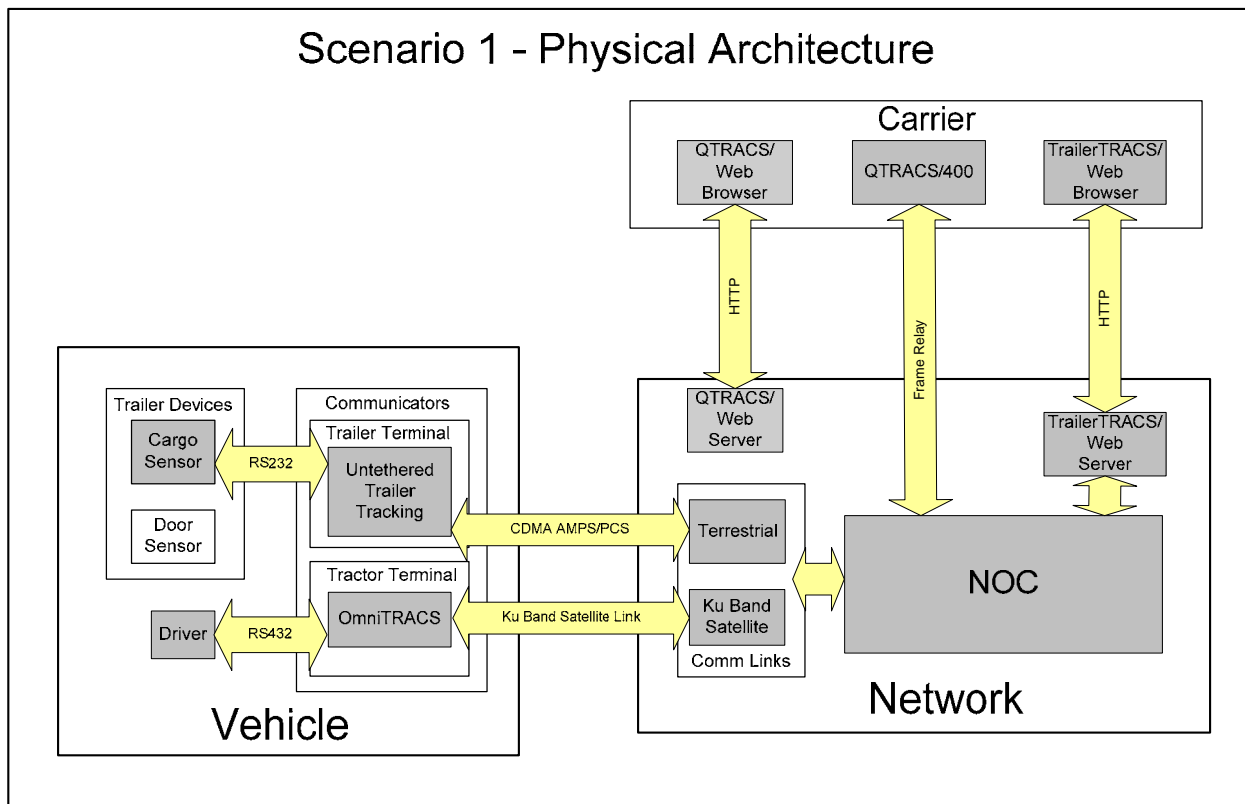 Scenario 1 - Physical Architecture
Carrier
QTRACS/
Web
Browser
QTRACS/400
TrailerTRACS/
Web
Browser
HTTP
Frame Relay
HTTP
QTRACS/
Web
Server
TrailerTRACS/
Web
Server
Trailer Devices
Cargo
Sensor
Door
Sensor
RS232
Communicators
Trailer Terminal
Untethered
Trailer
Tracking
CDMA AMPS/PCS
Terrestrial
NOC
Tractor Terminal
OmniTRACS
Driver
RS432
Ku Band Satellite Link
Ku Band
Satellite
Comm Links
Vehicle
Network